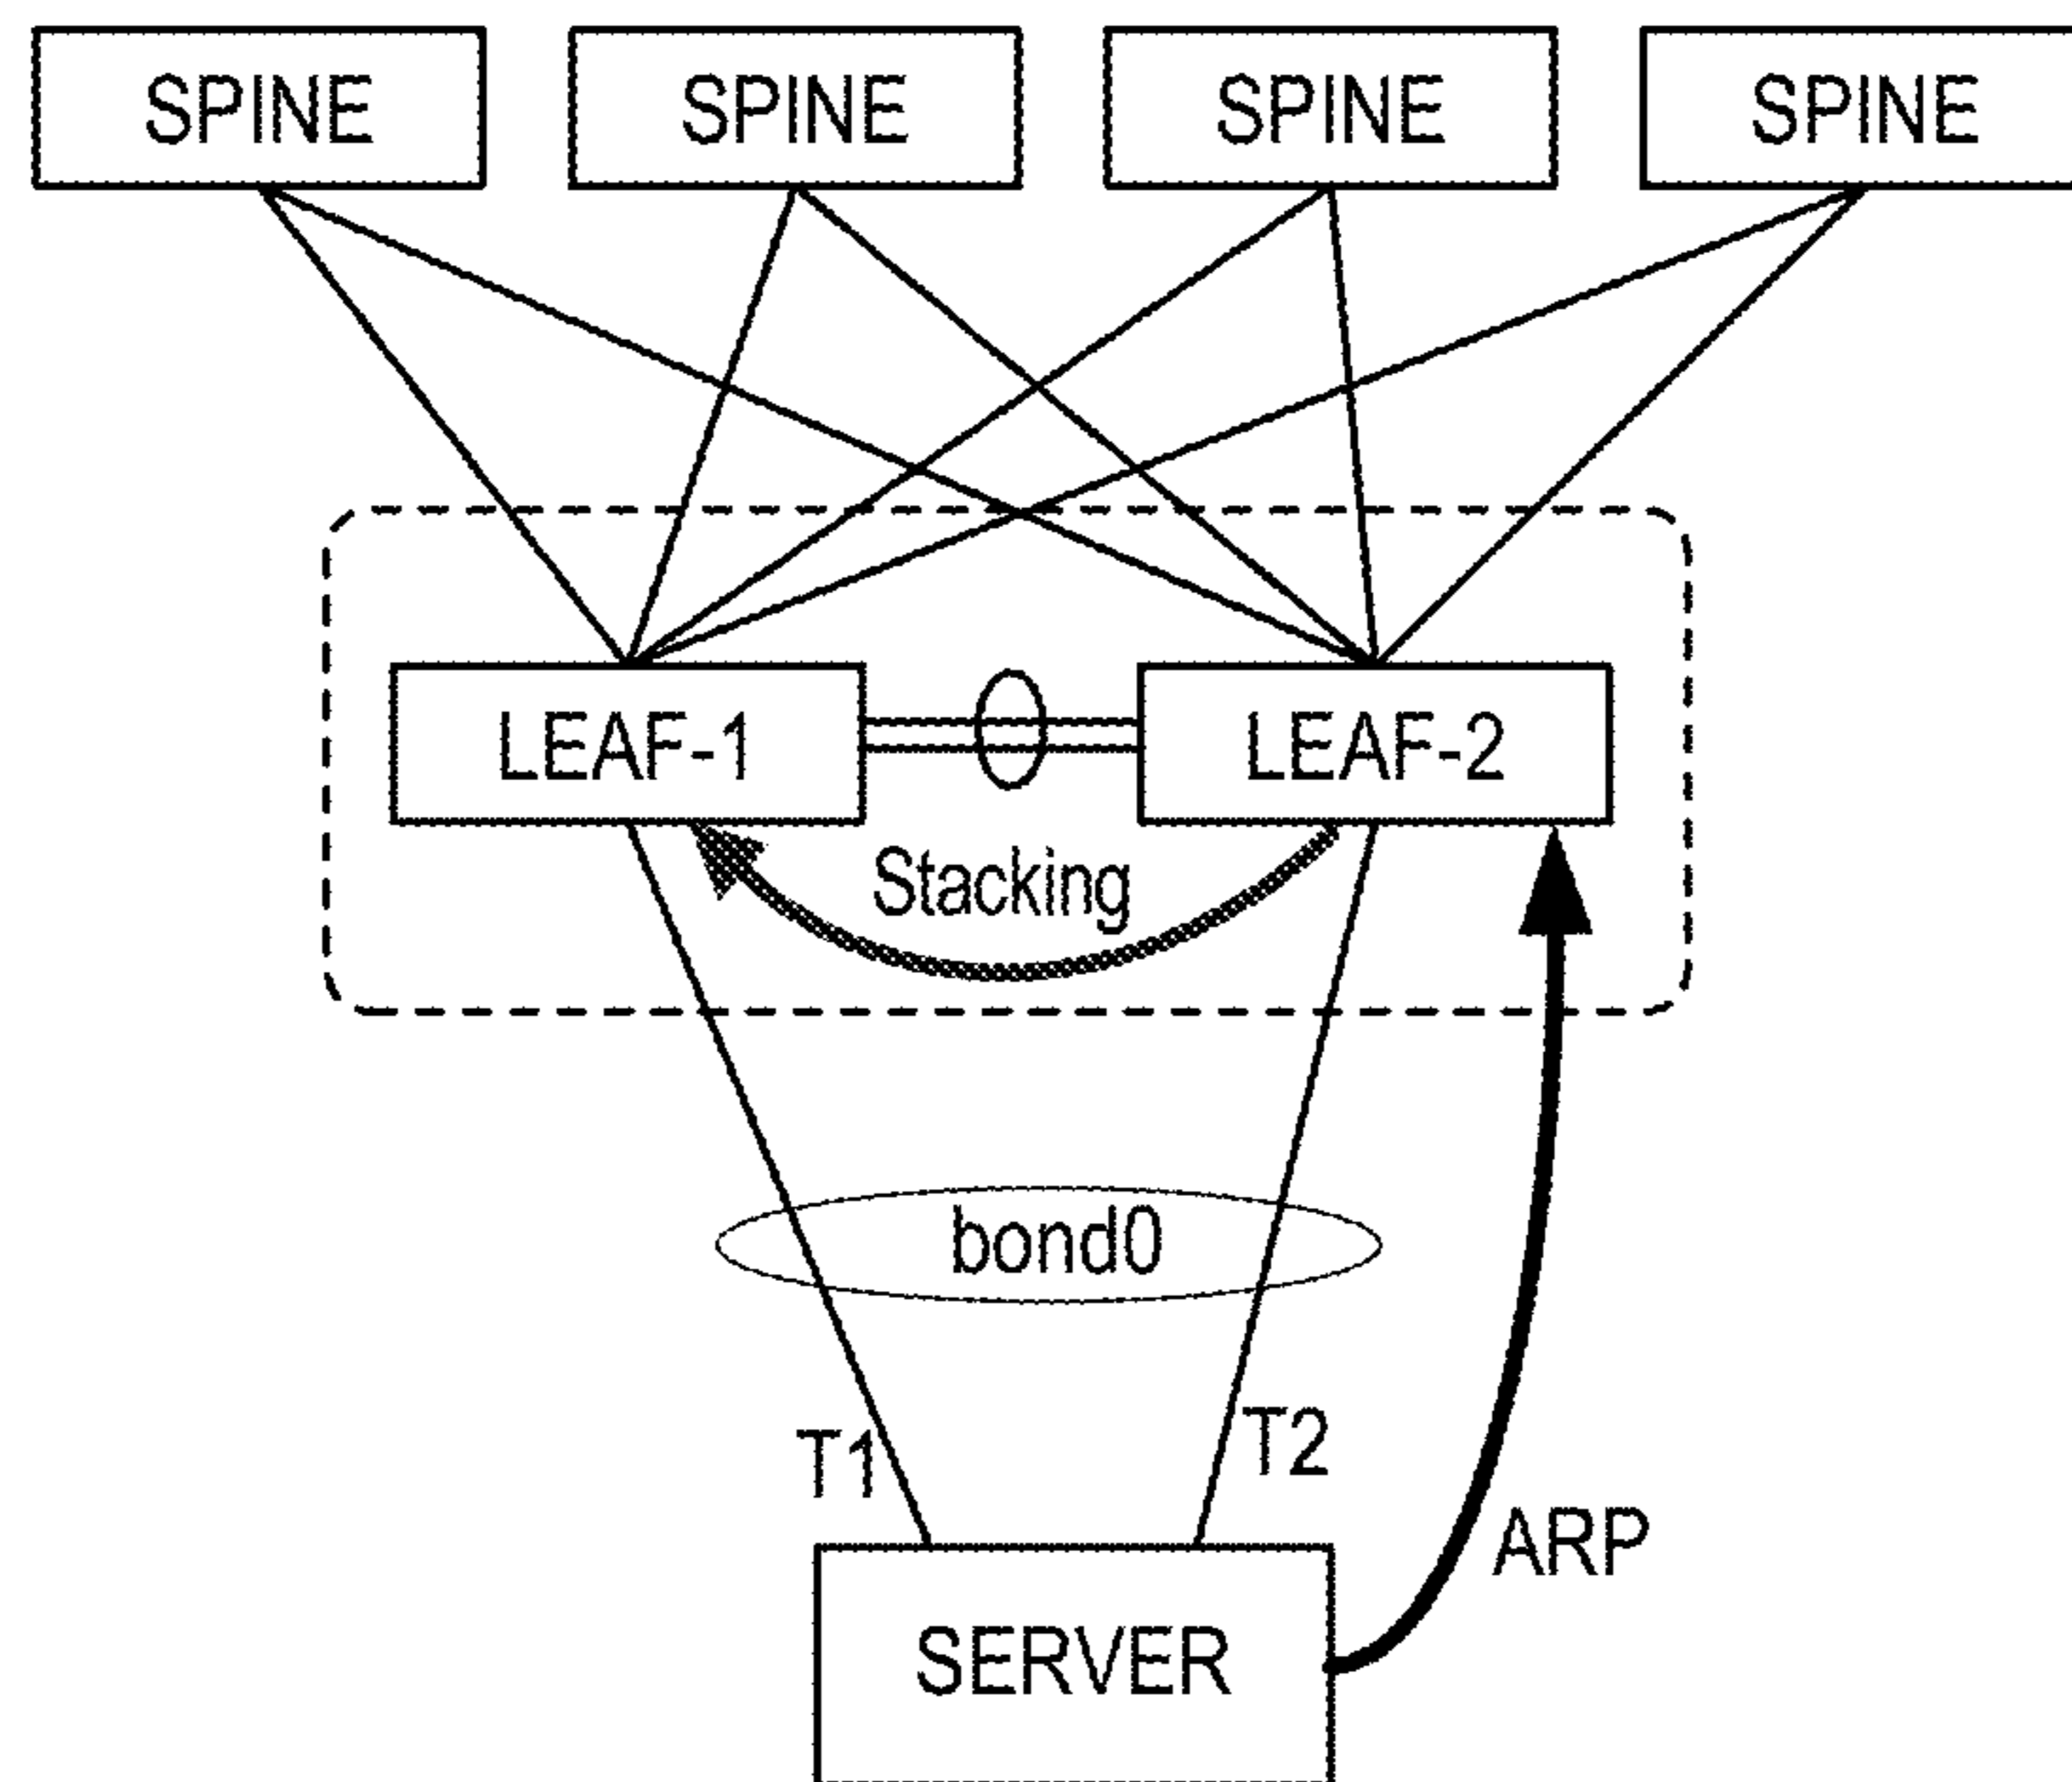 SPINE
SPINE
SPINE
SPINE
LEAF-1
LEAF-2
Stacking
bond0
T1
T2
ARP
SERVER